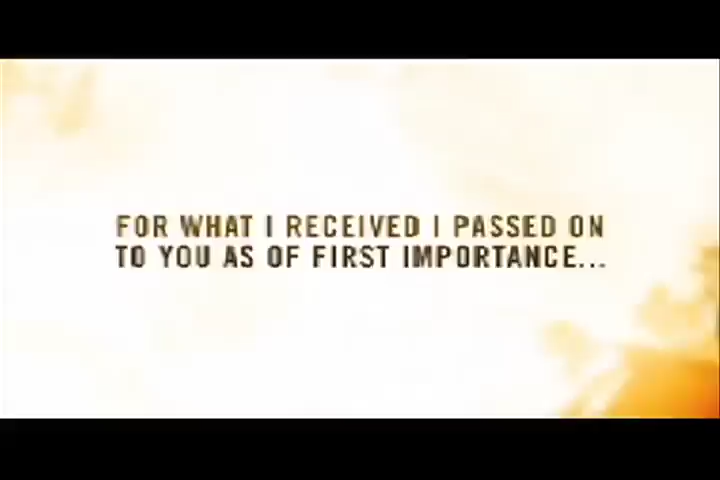 FOR WHAT I RECEIVED I PASSED ON
TO YOU AS OF FIRST IMPORTANCE...